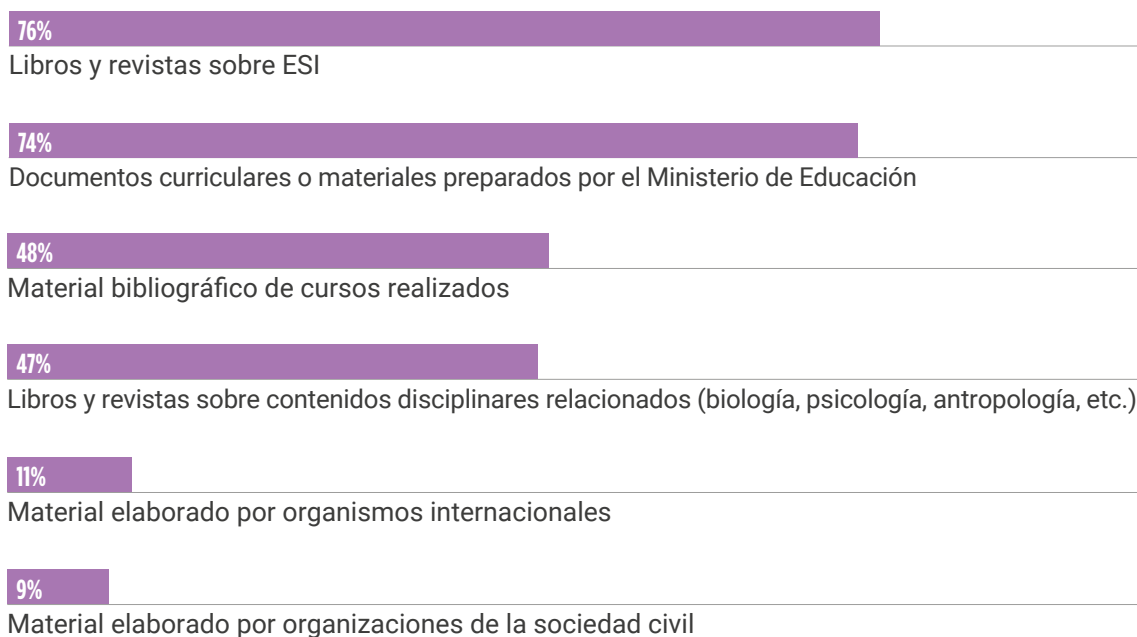 76%
Libros y revistas sobre ESI
74%
Documentos curriculares o materiales preparados por el Ministerio de Educación
48%
Material bibliográfico de cursos realizados
47%
Libros y revistas sobre contenidos disciplinares relacionados (biología, psicología, antropología, etc.)
11%
Material elaborado por organismos internacionales
9%
Material elaborado por organizaciones de la sociedad civil